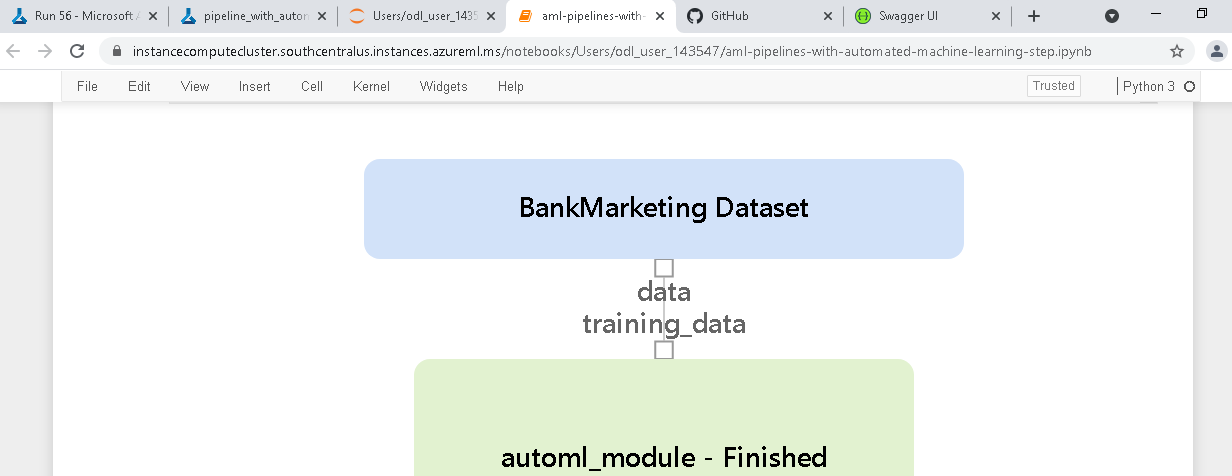 Run 56 - Microsoft A
pipeline_with_autom
Users/odl_user_1435
aml-pipelines-with-
GitHub
Swagger UI
instancecomputecluster.southcentralus.instances.azureml.ms/notebooks/Users/odl_user_143547/aml-pipelines-with-automated-machine-learning-step.ipynb
File Edit View Insert Cell Kernel Widgets Help Trusted Python 3
BankMarketing Dataset
data
training_data
automl_module - Finished